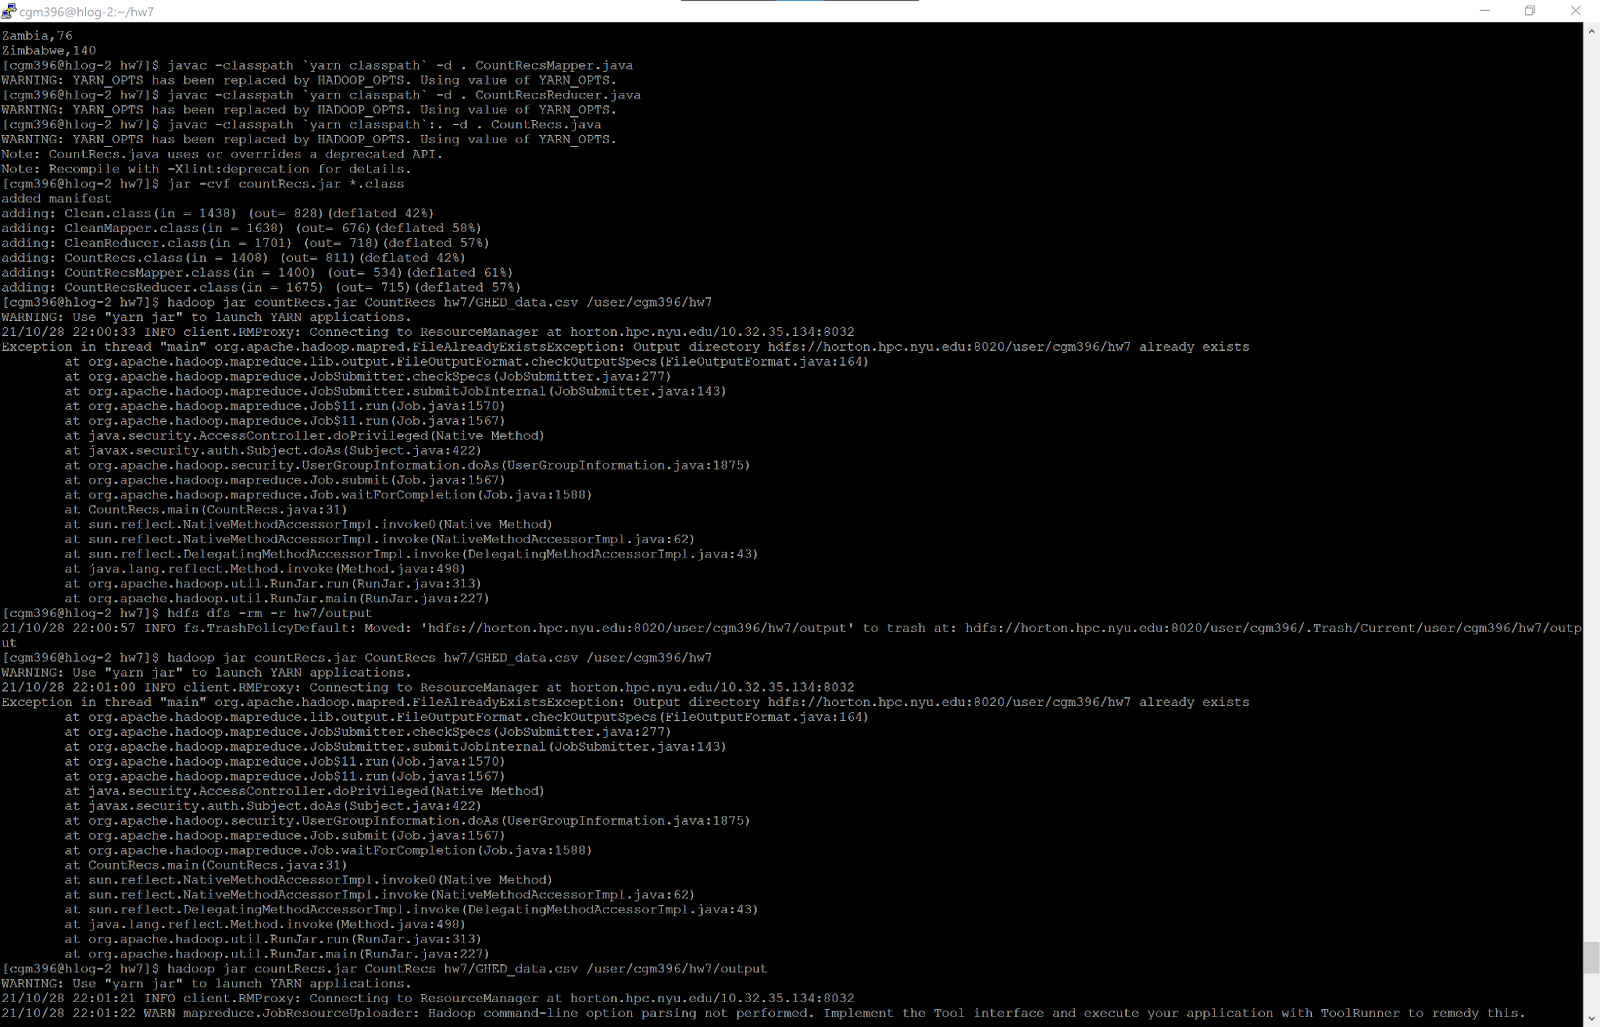 cgm396@hlog-2:~/hw7
Zambia,76
Zimbabwe,140
[cgm396@hlog-2 hw7]$ javac -classpath `yarn classpath` -d . CountRecsMapper.java
WARNING: YARN_OPTS has been replaced by HADOOP_OPTS. Using value of YARN_OPTS.
[cgm396@hlog-2 hw7]$ javac -classpath `yarn classpath` -d . CountRecsReducer.java
WARNING: YARN_OPTS has been replaced by HADOOP_OPTS. Using value of YARN_OPTS.
[cgm396@hlog-2 hw7]$ javac -classpath `yarn classpath`:. -d . CountRecs.java
WARNING: YARN_OPTS has been replaced by HADOOP_OPTS. Using value of YARN_OPTS.
Note: CountRecs.java uses or overrides a deprecated API.
Note: Recompile with -Xlint:deprecation for details.
[cgm396@hlog-2 hw7]$ jar -cvf countRecs.jar *.class
added manifest
adding: Clean.class(in = 1438) (out= 828)(deflated 42%)
adding: CleanMapper.class(in = 1638) (out= 676)(deflated 58%)
adding: CleanReducer.class(in = 1701) (out= 718)(deflated 57%)
adding: CountRecs.class(in = 1408) (out= 811)(deflated 42%)
adding: CountRecsMapper.class(in = 1400) (out= 534)(deflated 61%)
adding: CountRecsReducer.class(in = 1675) (out= 715)(deflated 57%)
[cgm396@hlog-2 hw7]$ hadoop jar countRecs.jar CountRecs hw7/GHED_data.csv /user/cgm396/hw7
WARNING: Use "yarn jar" to launch YARN applications.
21/10/28 22:00:33 INFO client.RMProxy: Connecting to ResourceManager at horton.hpc.nyu.edu/10.32.35.134:8032
Exception in thread "main" org.apache.hadoop.mapred.FileAlreadyExistsException: Output directory hdfs://horton.hpc.nyu.edu:8020/user/cgm396/hw7 already exists
at org.apache.hadoop.mapreduce.lib.output.FileOutputFormat.checkOutputSpecs(FileOutputFormat.java:164)
at org.apache.hadoop.mapreduce.JobSubmitter.checkSpecs(JobSubmitter.java:277)
at org.apache.hadoop.mapreduce.JobSubmitter.submitJobInternal(JobSubmitter.java:143)
at org.apache.hadoop.mapreduce.Job$11.run(Job.java:1570)
at org.apache.hadoop.mapreduce.Job$11.run(Job.java:1567)
at java.security.AccessController.doPrivileged(Native Method)
at javax.security.auth.Subject.doAs(Subject.java:422)
at org.apache.hadoop.security.UserGroupInformation.doAs(UserGroupInformation.java:1875)
at org.apache.hadoop.mapreduce.Job.submit(Job.java:1567)
at org.apache.hadoop.mapreduce.Job.waitForCompletion(Job.java:1588)
at CountRecs.main(CountRecs.java:31)
at sun.reflect.NativeMethodAccessorImpl.invoke0(Native Method)
at sun.reflect.NativeMethodAccessorImpl.invoke(NativeMethodAccessorImpl.java:62)
at sun.reflect.DelegatingMethodAccessorImpl.invoke(DelegatingMethodAccessorImpl.java:43)
at java.lang.reflect.Method.invoke(Method.java:498)
at org.apache.hadoop.util.RunJar.run(RunJar.java:313)
at org.apache.hadoop.util.RunJar.main(RunJar.java:227)
[cgm396@hlog-2 hw7]$ hdfs dfs -rm -r hw7/output
21/10/28 22:00:57 INFO fs.TrashPolicyDefault: Moved: 'hdfs://horton.hpc.nyu.edu:8020/user/cgm396/hw7/output' to trash at: hdfs://horton.hpc.nyu.edu:8020/user/cgm396/.Trash/Current/user/cgm396/hw7/outp
ut
[cgm396@hlog-2 hw7]$ hadoop jar countRecs.jar CountRecs hw7/GHED_data.csv /user/cgm396/hw7
WARNING: Use "yarn jar" to launch YARN applications.
21/10/28 22:01:00 INFO client.RMProxy: Connecting to ResourceManager at horton.hpc.nyu.edu/10.32.35.134:8032
Exception in thread "main" org.apache.hadoop.mapred.FileAlreadyExistsException: Output directory hdfs://horton.hpc.nyu.edu:8020/user/cgm396/hw7 already exists
at org.apache.hadoop.mapreduce.lib.output.FileOutputFormat.checkOutputSpecs(FileOutputFormat.java:164)
at org.apache.hadoop.mapreduce.JobSubmitter.checkSpecs(JobSubmitter.java:277)
at org.apache.hadoop.mapreduce.JobSubmitter.submitJobInternal(JobSubmitter.java:143)
at org.apache.hadoop.mapreduce.Job$11.run(Job.java:1570)
at org.apache.hadoop.mapreduce.Job$11.run(Job.java:1567)
at java.security.AccessController.doPrivileged(Native Method)
at javax.security.auth.Subject.doAs(Subject.java:422)
at org.apache.hadoop.security.UserGroupInformation.doAs(UserGroupInformation.java:1875)
at org.apache.hadoop.mapreduce.Job.submit(Job.java:1567)
at org.apache.hadoop.mapreduce.Job.waitForCompletion(Job.java:1588)
at CountRecs.main(CountRecs.java:31)
at sun.reflect.NativeMethodAccessorImpl.invoke0(Native Method)
at sun.reflect.NativeMethodAccessorImpl.invoke(NativeMethodAccessorImpl.java:62)
at sun.reflect.DelegatingMethodAccessorImpl.invoke(DelegatingMethodAccessorImpl.java:43)
at java.lang.reflect.Method.invoke(Method.java:498)
at org.apache.hadoop.util.RunJar.run(RunJar.java:313)
at org.apache.hadoop.util.RunJar.main(RunJar.java:227)
[cgm396@hlog-2 hw7]$ hadoop jar countRecs.jar CountRecs hw7/GHED_data.csv /user/cgm396/hw7/output
WARNING: Use "yarn jar" to launch YARN applications.
21/10/28 22:01:21 INFO client.RMProxy: Connecting to ResourceManager at horton.hpc.nyu.edu/10.32.35.134:8032
21/10/28 22:01:22 WARN mapreduce.JobResourceUploader: Hadoop command-line option parsing not performed. Implement the Tool interface and execute your application with ToolRunner to remedy this.